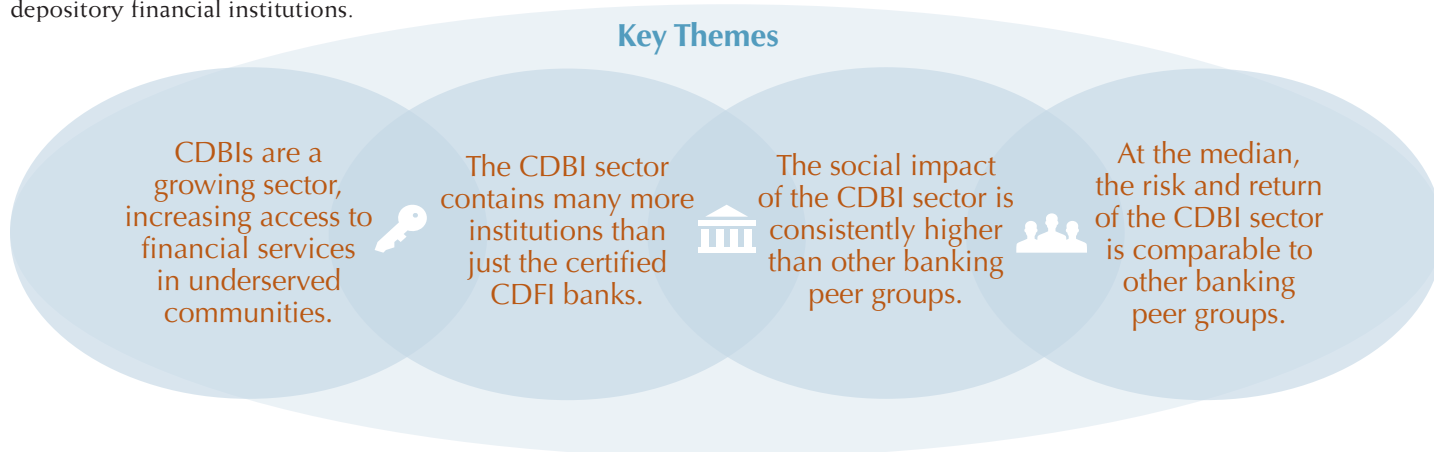 depository financial institutions.
Key Themes
CDBIs are a
growing sector,
increasing access to
financial services
in underserved
communities.
The CDBI sector
contains many more
institutions than
just the certified
CDFI banks.
The social impact
of the CDBI sector is
consistently higher
than other banking
peer groups.
At the median,
the risk and return
of the CDBI sector
is comparable to
other banking
peer groups.